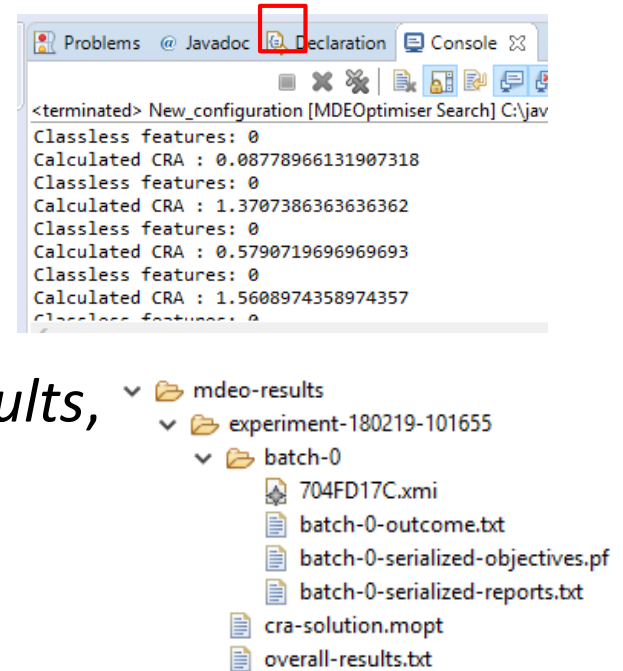 Problems @ Javadoc Declaration Console
<terminated> New_configuration [MDEOptimiser Search] C:\jav
Classless features: 0
Calculated CRA : 0.08778966131907318
Classless features: 0
Calculated CRA : 1.3707386363636362
Classless features: 0
Calculated CRA : 0.5790719696969693
Classless features: 0
Calculated CRA : 1.5608974358974357
Classless features: 0
ults,
mdeo-results
experiment-180219-101655
batch-0
704FD17C.xmi
batch-0-outcome.txt
batch-0-serialized-objectives.pf
batch-0-serialized-reports.txt
cra-solution.mopt
overall-results.txt